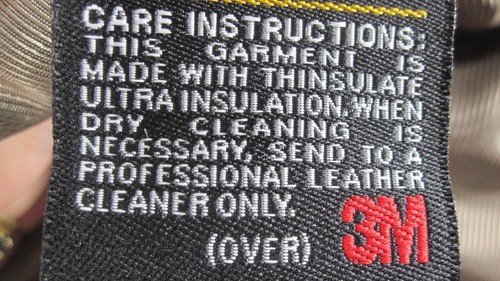 CARE INSTRUCTIONS:
THIS GARMENT IS
MADE WITH THINSULATE
ULTRA INSULATION. WHEN
DRY CLEANING IS
NECESSARY, SEND TO A
PROFESSIONAL LEATHER
CLEANER ONLY.
(OVER) 3M